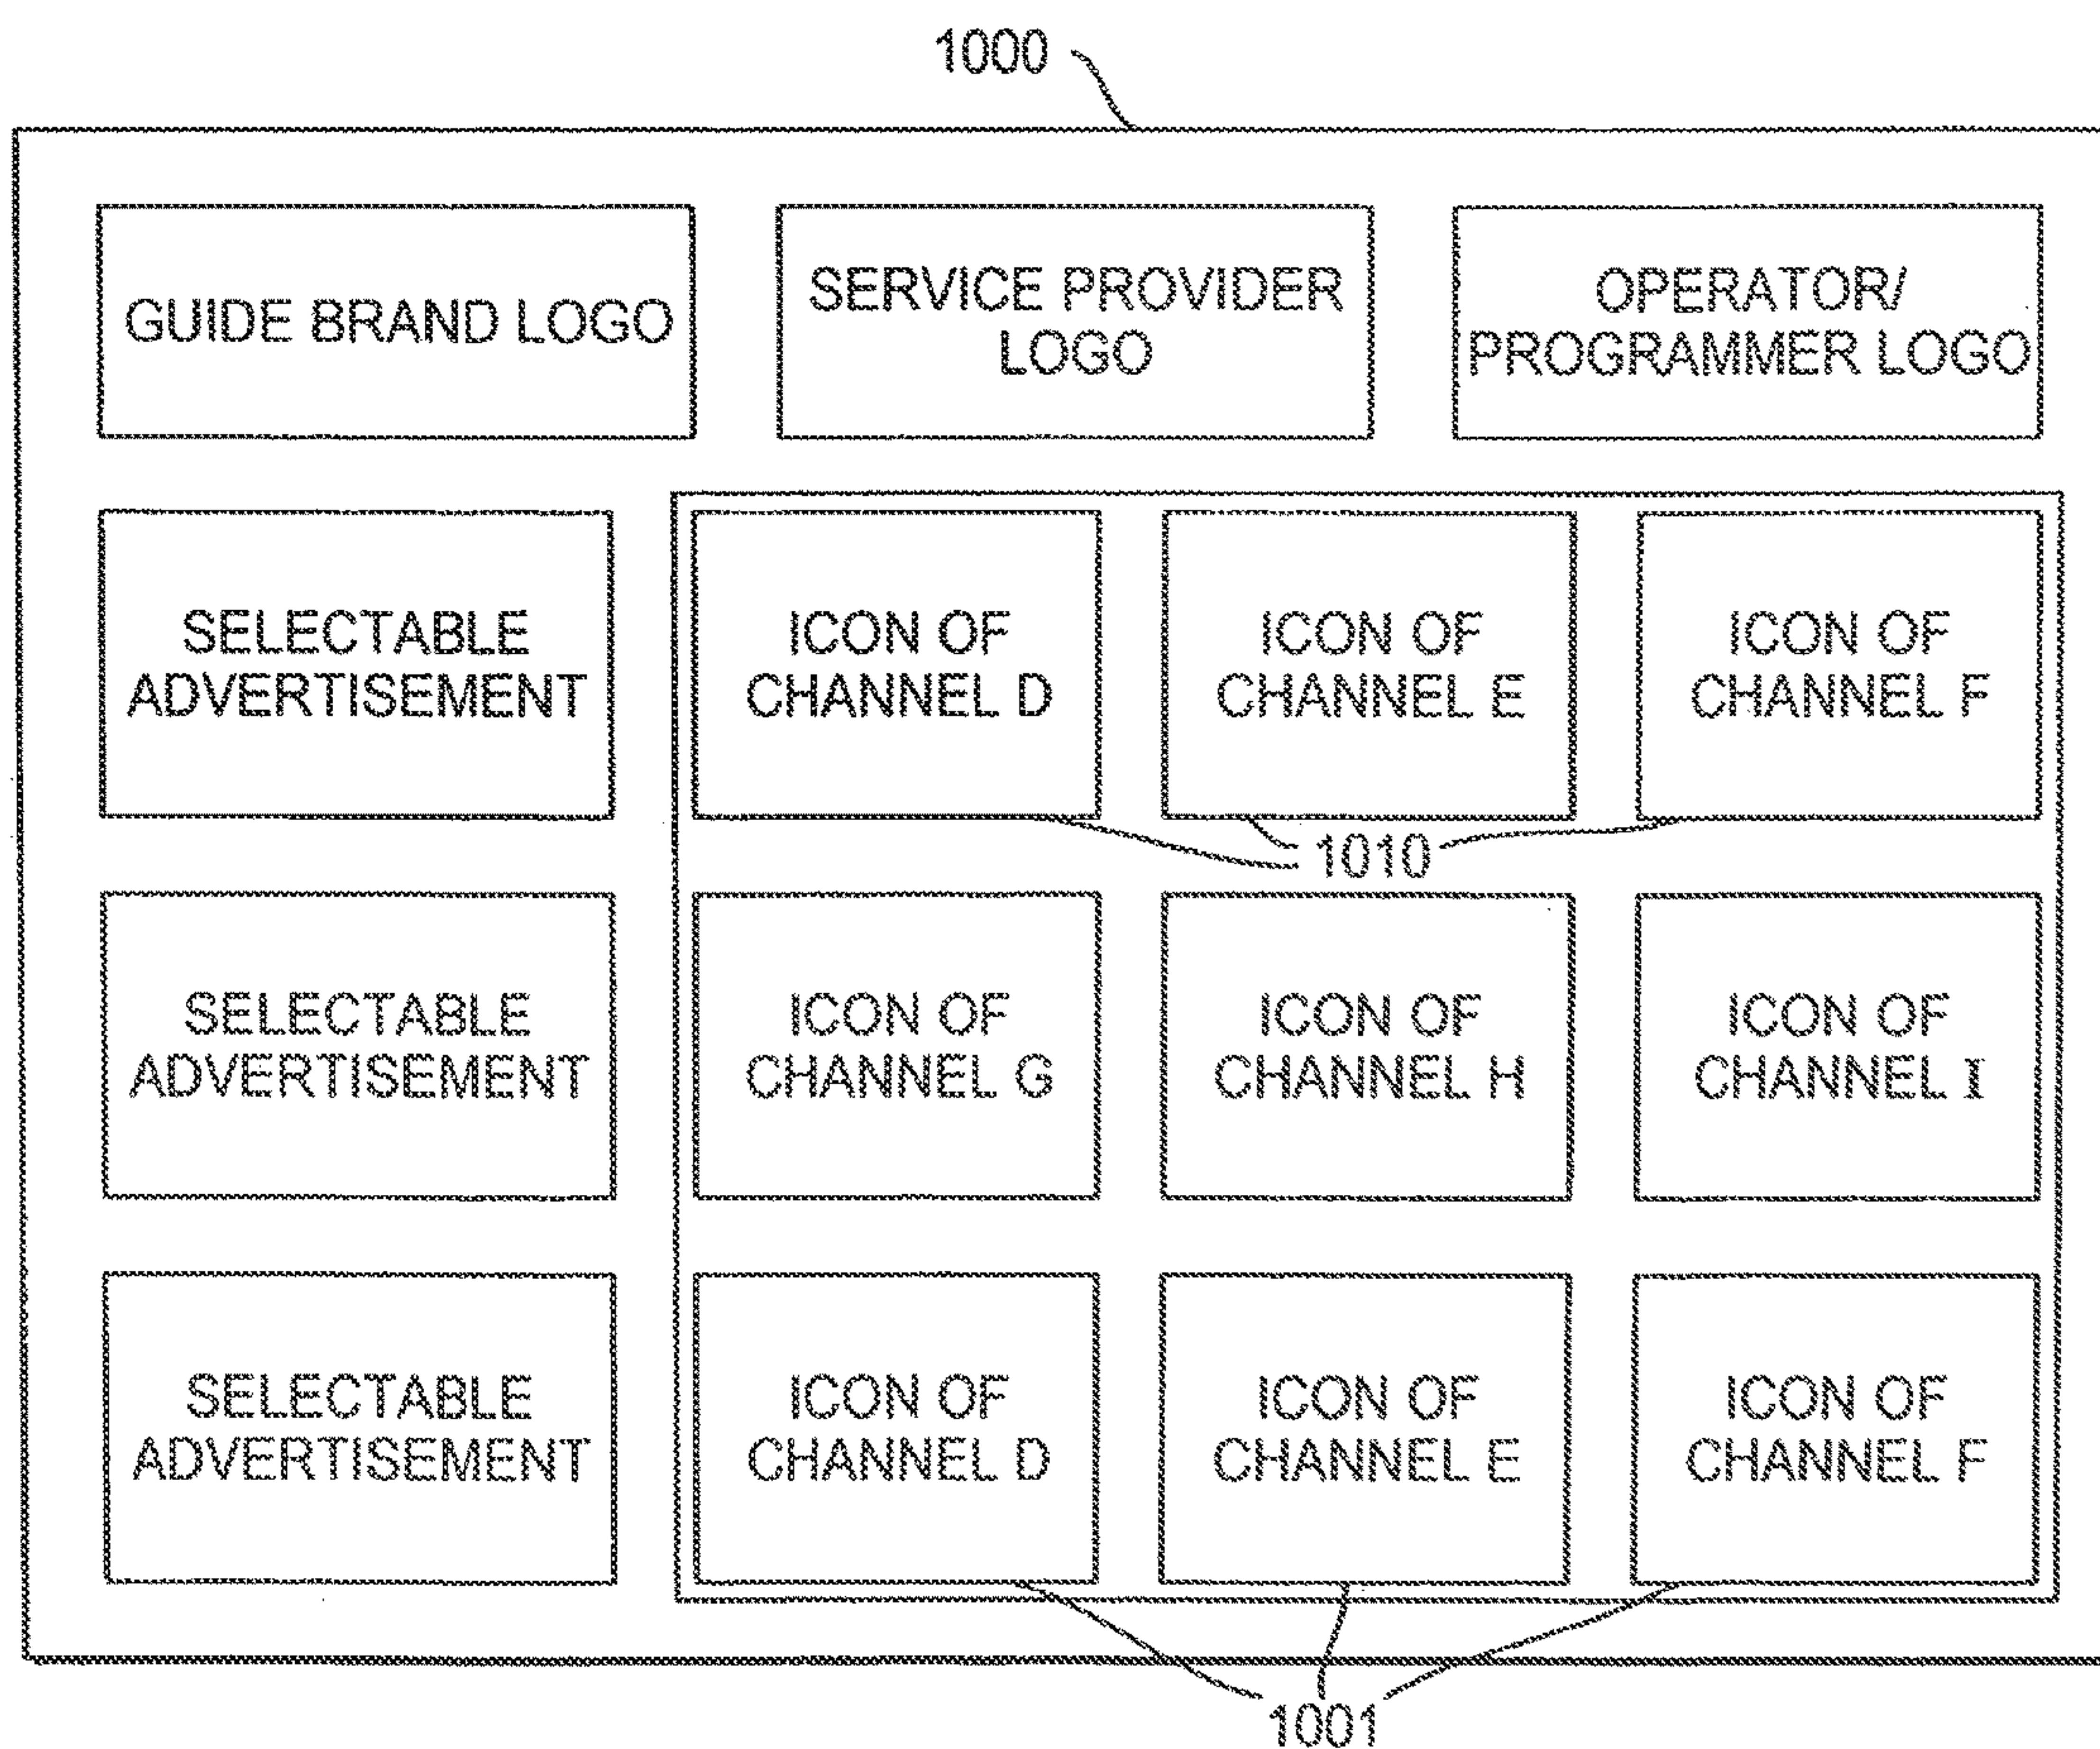 1000
GUIDE BRAND LOGO
SERVICE PROVIDER
LOGO
OPERATOR/
PROGRAMMER LOGO
SELECTABLE
ADVERTISEMENT
ICON OF
CHANNEL D
ICON OF
CHANNEL E
ICON OF
CHANNEL F
1010
SELECTABLE
ADVERTISEMENT
ICON OF
CHANNEL G
ICON OF
CHANNEL H
ICON OF
CHANNEL I
SELECTABLE
ADVERTISEMENT
ICON OF
CHANNEL D
ICON OF
CHANNEL E
ICON OF
CHANNEL F
1001